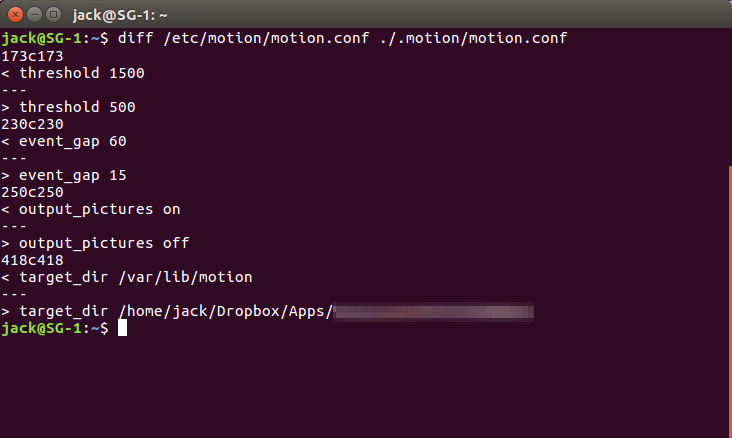 jack@SG-1: ~
jack@SG-1:~$ diff /etc/motion/motion.conf ./.motion/motion.conf
173c173
< threshold 1500
---
> threshold 500
230c230
< event_gap 60
---
> event_gap 15
250c250
< output_pictures on
---
> output_pictures off
418c418
< target_dir /var/lib/motion
---
> target_dir /home/jack/Dropbox/Apps/
jack@SG-1:~$